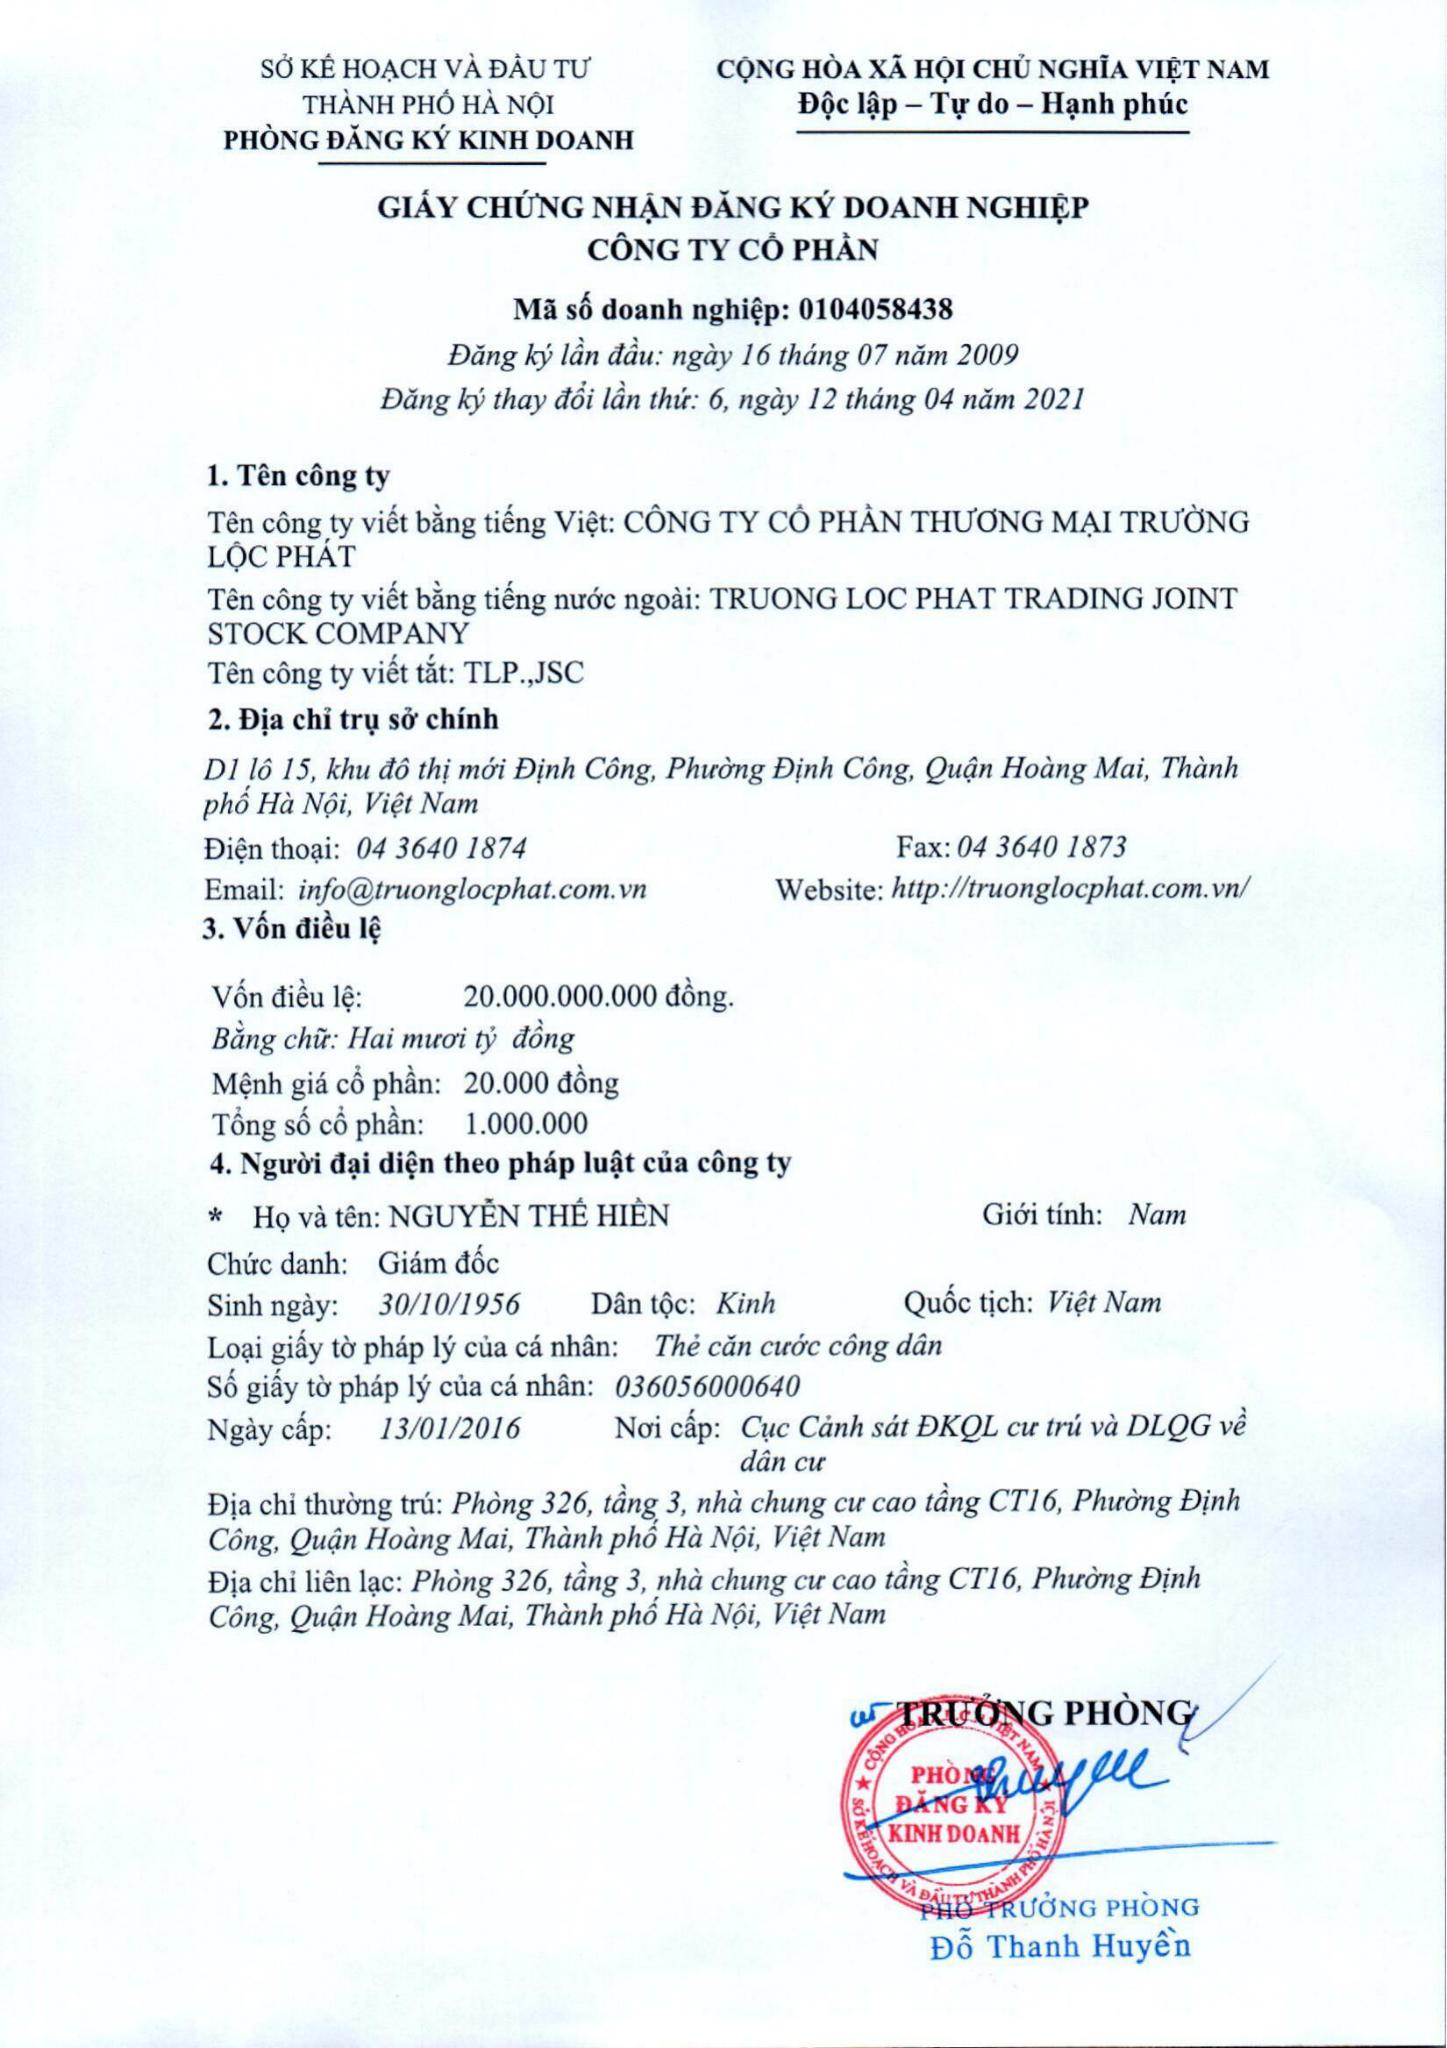 SỞ KẾ HOẠCH VÀ ĐẦU TƯ
THÀNH PHỐ HÀ NỘI
PHÒNG ĐĂNG KÝ KINH DOANH
CỘNG HÒA XÃ HỘI CHỦ NGHĨA VIỆT NAM
Độc lập – Tự do – Hạnh phúc
GIẤY CHỨNG NHẬN ĐĂNG KÝ DOANH NGHIỆP
CÔNG TY CỔ PHẦN
Mã số doanh nghiệp: 0104058438
Đăng ký lần đầu: ngày 16 tháng 07 năm 2009
Đăng ký thay đổi lần thứ: 6, ngày 12 tháng 04 năm 2021
1. Tên công ty
Tên công ty viết bằng tiếng Việt: CÔNG TY CỔ PHẦN THƯƠNG MẠI TRƯỜNG
LỘC PHÁT
Tên công ty viết bằng tiếng nước ngoài: TRUONG LOC PHAT TRADING JOINT
STOCK COMPANY
Tên công ty viết tắt: TLP.,JSC
2. Địa chỉ trụ sở chính
D1 lô 15, khu đô thị mới Định Công, Phường Định Công, Quận Hoàng Mai, Thành
phố Hà Nội, Việt Nam
Điện thoại: 04 3640 1874 Fax: 04 3640 1873
Email: info@truonglocphat.com.vn Website: http://truonglocphat.com.vn/
3. Vốn điều lệ
Vốn điều lệ: 20.000.000.000 đồng.
Bằng chữ: Hai mươi tỷ đồng
Mệnh giá cổ phần: 20.000 đồng
Tổng số cổ phần: 1.000.000
4. Người đại diện theo pháp luật của công ty
* Họ và tên: NGUYỄN THẾ HIỀN Giới tính: Nam
Chức danh: Giám đốc
Sinh ngày: 30/10/1956 Dân tộc: Kinh Quốc tịch: Việt Nam
Loại giấy tờ pháp lý của cá nhân: Thẻ căn cước công dân
Số giấy tờ pháp lý của cá nhân: 036056000640
Ngày cấp: 13/01/2016 Nơi cấp: Cục Cảnh sát ĐKQL cư trú và DLQG về
dân cư
Địa chỉ thường trú: Phòng 326, tầng 3, nhà chung cư cao tầng CT16, Phường Định
Công, Quận Hoàng Mai, Thành phố Hà Nội, Việt Nam
Địa chỉ liên lạc: Phòng 326, tầng 3, nhà chung cư cao tầng CT16, Phường Định
Công, Quận Hoàng Mai, Thành phố Hà Nội, Việt Nam
TRƯỞNG PHÒNG
CỘNG HÒA X.H.C.N VIỆT NAM
PHÒNG
ĐĂNG KÝ
KINH DOANH
SỞ KẾ HOẠCH VÀ ĐẦU TƯ THÀNH PHỐ HÀ NỘI
PHÓ TRƯỞNG PHÒNG
Đỗ Thanh Huyền